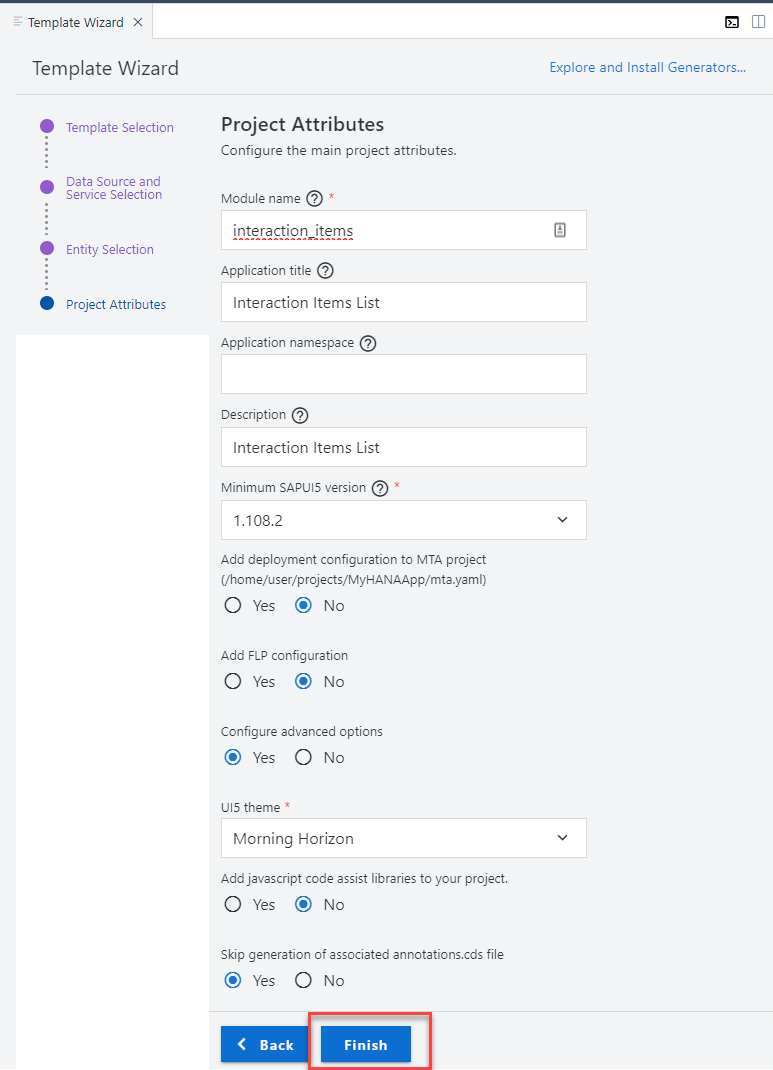 Template Wizard
Template Wizard
Explore and Install Generators...
Template Selection
Data Source and
Service Selection
Entity Selection
Project Attributes
Project Attributes
Configure the main project attributes.
Module name ? *
interaction_items
Application title ?
Interaction Items List
Application namespace ?
Description ?
Interaction Items List
Minimum SAPUI5 version ? *
1.108.2
Add deployment configuration to MTA project
(/home/user/projects/MyHANAApp/mta.yaml)
Yes No
Add FLP configuration
Yes No
Configure advanced options
Yes No
UI5 theme *
Morning Horizon
Add javascript code assist libraries to your project.
Yes No
Skip generation of associated annotations.cds file
Yes No
Back Finish